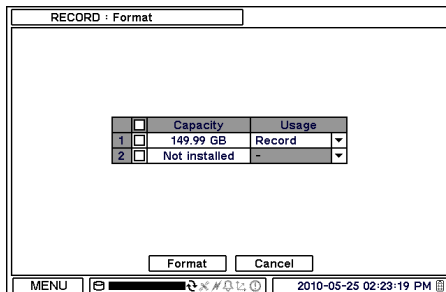 RECORD : Format
Capacity Usage
1 149.99 GB Record
2 Not installed -
Format Cancel
MENU 2010-05-25 02:23:19 PM